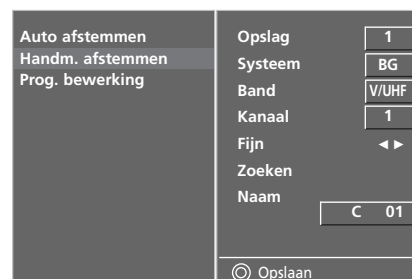 Auto afstemmen
Handm. afstemmen
Prog. bewerking
Opslag 1
Systeem BG
Band V/UHF
Kanaal 1
Fijn ◄ ►
Zoeken
Naam
C 01
Opslaan